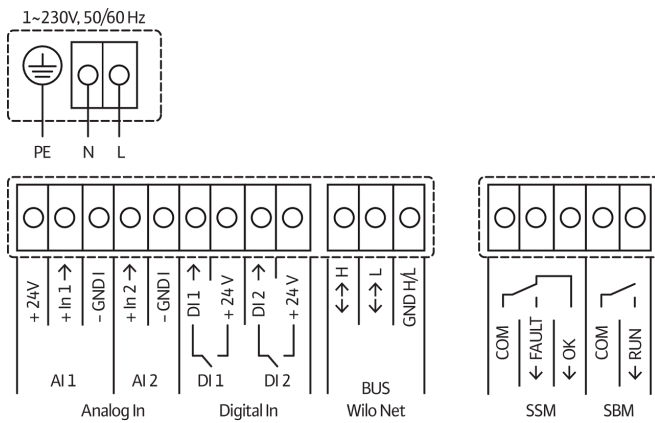 1~230V, 50/60 Hz
PE N L
+ 24V
+ In 1 →
- GND I
+ In 2 →
- GND I
DI 1 →
+ 24 V
DI 2 →
+ 24 V
<--> H
<--> L
GND H/L
COM
← FAULT
← OK
COM
← RUN
AI 1 AI 2 DI 1 DI 2 BUS
Analog In Digital In Wilo Net SSM SBM